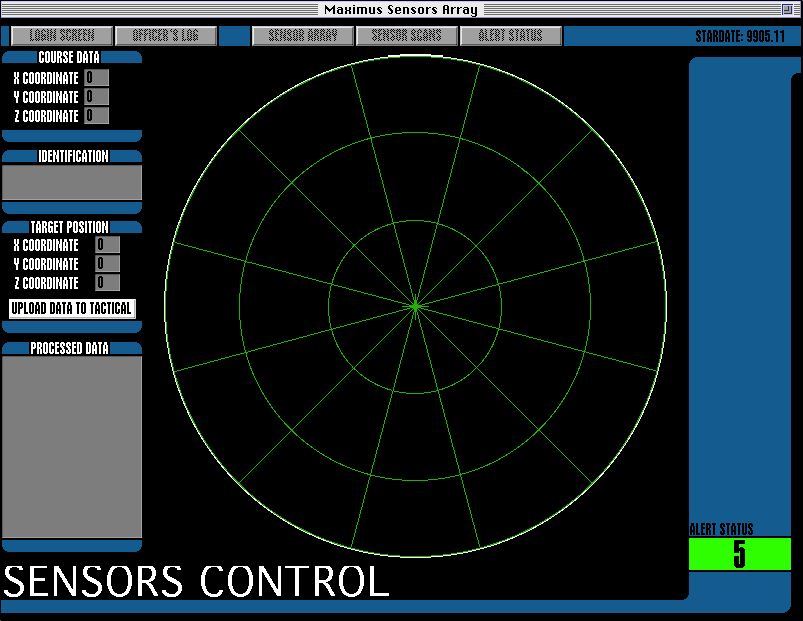 Maximus Sensors Array
LOGIN SCREEN
OFFICER'S LOG
SENSOR ARRAY
SENSOR SCANS
ALERT STATUS
STARDATE: 9905.11
COURSE DATA
X COORDINATE 0
Y COORDINATE 0
Z COORDINATE 0
IDENTIFICATION
TARGET POSITION
X COORDINATE 0
Y COORDINATE 0
Z COORDINATE 0
UPLOAD DATA TO TACTICAL
PROCESSED DATA
ALERT STATUS
5
SENSORS CONTROL